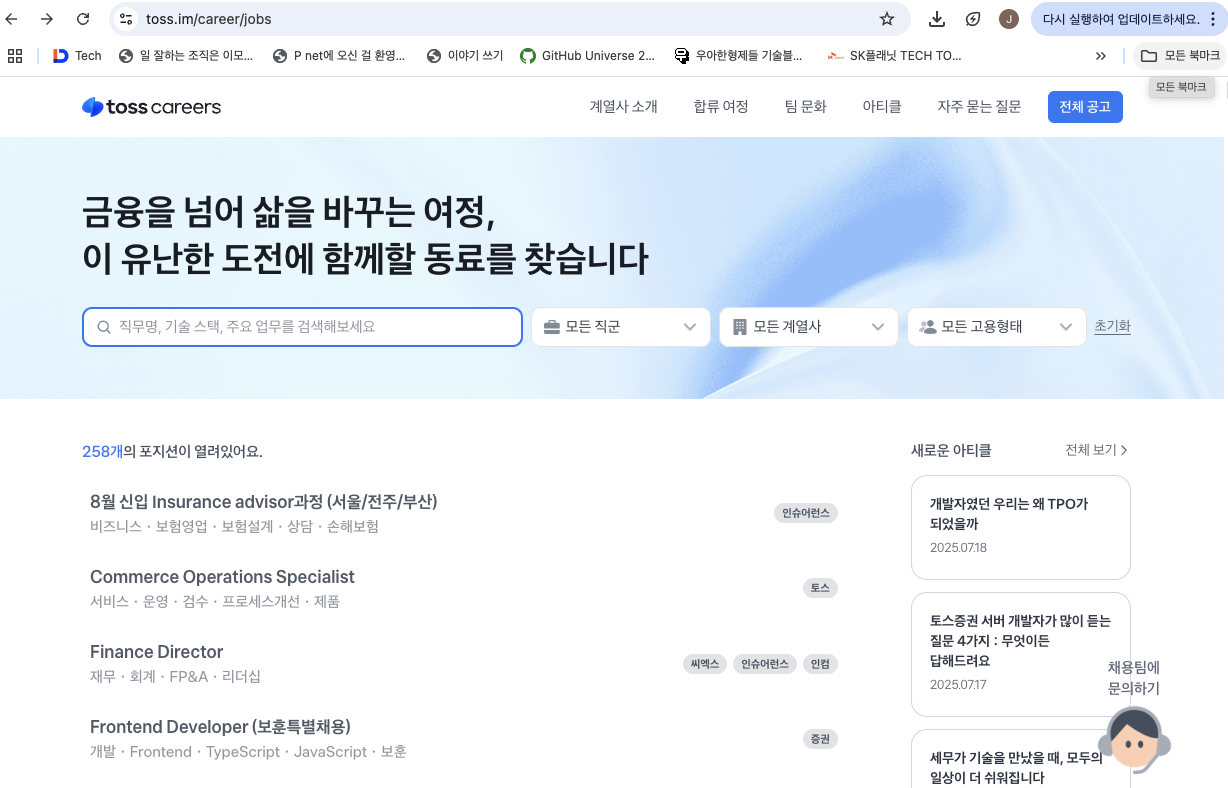 toss.im/career/jobs
J
다시 실행하여 업데이트하세요.
Tech
일 잘하는 조직은 이모...
P net에 오신 걸 환영...
이야기 쓰기
GitHub Universe 2...
우아한형제들 기술블...
SK플래닛 TECH TO...
모든 북마크
모든 북마크
toss careers
계열사 소개
합류 여정
팀 문화
아티클
자주 묻는 질문
전체 공고
금융을 넘어 삶을 바꾸는 여정,
이 유난한 도전에 함께할 동료를 찾습니다
직무명, 기술 스택, 주요 업무를 검색해보세요
모든 직군
모든 계열사
모든 고용형태
초기화
258개의 포지션이 열려있어요.
8월 신입 Insurance advisor과정 (서울/전주/부산)
비즈니스 · 보험영업 · 보험설계 · 상담 · 손해보험
인슈어런스
Commerce Operations Specialist
서비스 · 운영 · 검수 · 프로세스개선 · 제품
토스
Finance Director
재무 · 회계 · FP&A · 리더십
씨엑스
인슈어런스
인컴
Frontend Developer (보훈특별채용)
개발 · Frontend · TypeScript · JavaScript · 보훈
증권
새로운 아티클
전체 보기
개발자였던 우리는 왜 TPO가
되었을까
2025.07.18
토스증권 서버 개발자가 많이 듣는
질문 4가지 : 무엇이든
답해드려요
2025.07.17
세무가 기술을 만났을 때, 모두의
일상이 더 쉬워집니다
채용팀에
문의하기